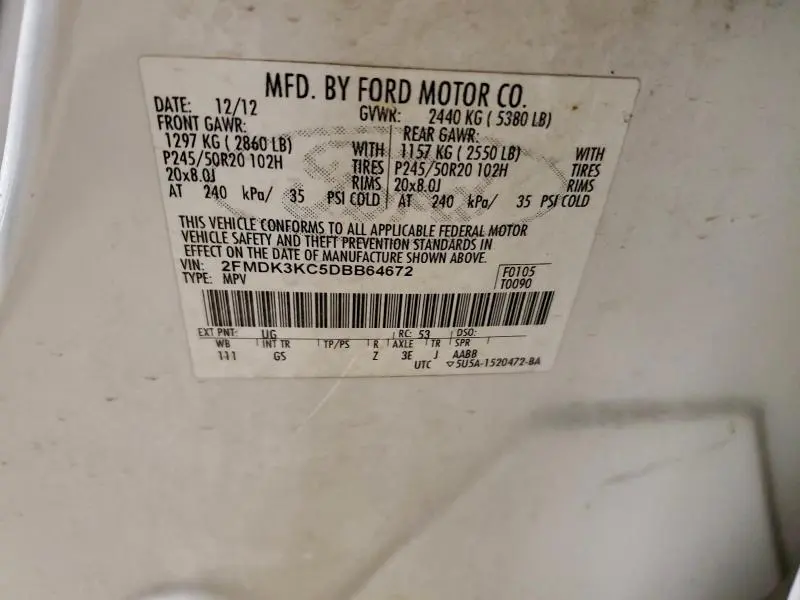 MFD. BY FORD MOTOR CO.
DATE: 12/12 GVWR: 2440 KG ( 5380 LB)
FRONT GAWR: REAR GAWR:
1297 KG ( 2860 LB) WITH 1157 KG ( 2550 LB) WITH
P245/50R20 102H TIRES P245/50R20 102H TIRES
20x8.0J RIMS 20x8.0J RIMS
AT 240 kPa/ 35 PSI COLD AT 240 kPa/ 35 PSI COLD
THIS VEHICLE CONFORMS TO ALL APPLICABLE FEDERAL MOTOR
VEHICLE SAFETY AND THEFT PREVENTION STANDARDS IN
EFFECT ON THE DATE OF MANUFACTURE SHOWN ABOVE.
VIN: 2FMDK3KC5DBB64672 F0105
TYPE: MPV T0090
EXT PNT: UG RC: 53 DSO:
WB INT TR TP/PS R AXLE TR SPR
111 GS Z 3E J AABB
UTC ▽5U5A-1520472-BA